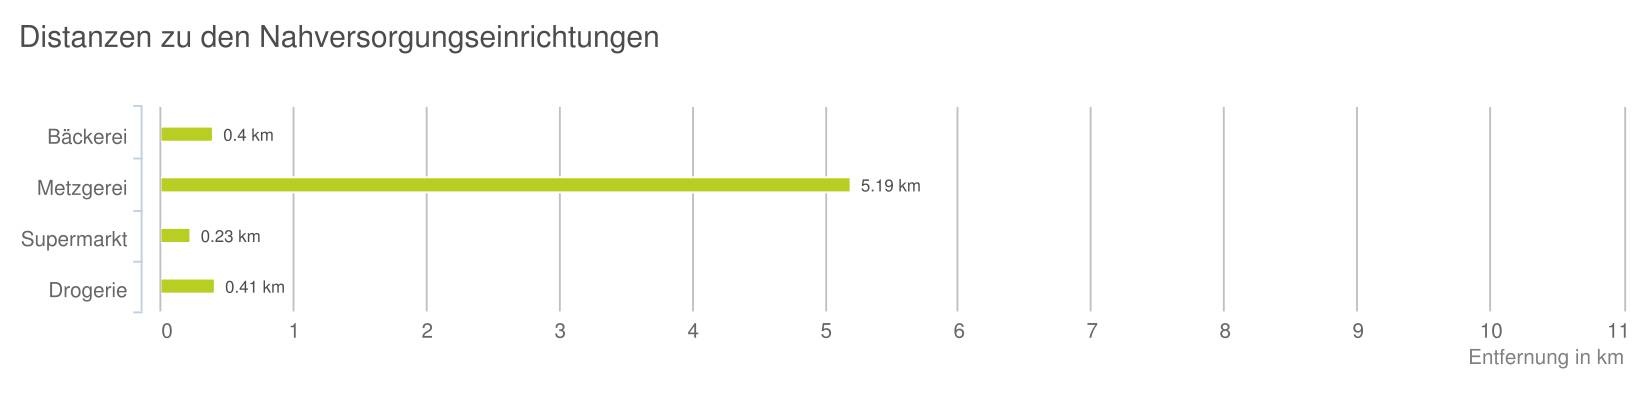 Distanzen zu den Nahversorgungseinrichtungen
Bäckerei 0.4 km
Metzgerei 5.19 km
Supermarkt 0.23 km
Drogerie 0.41 km
0 1 2 3 4 5 6 7 8 9 10 11
Entfernung in km